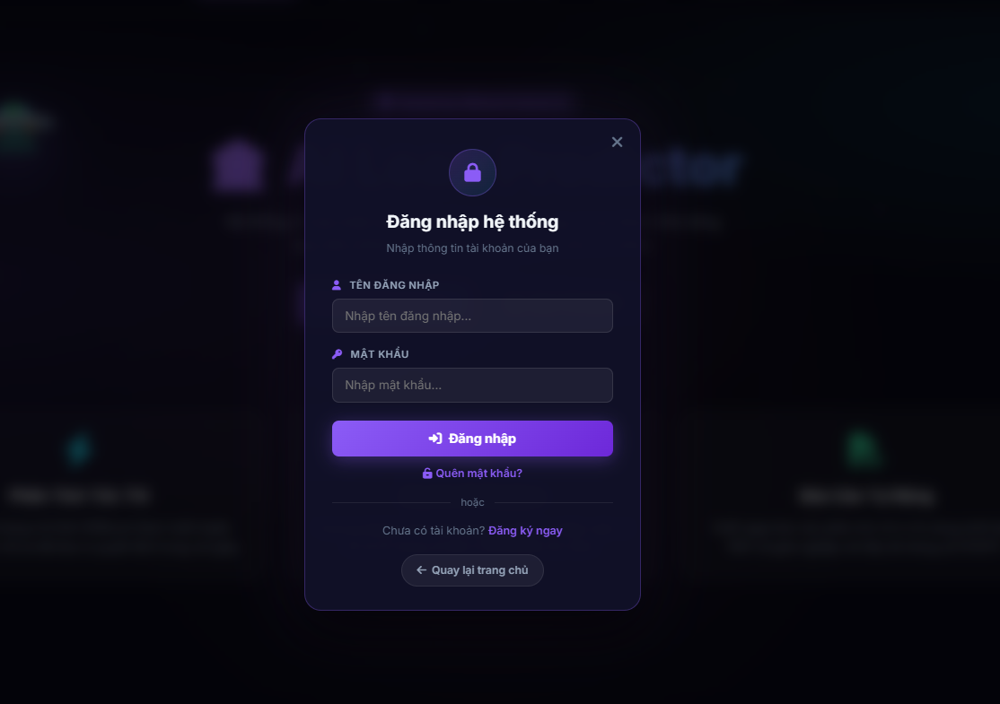 Đăng nhập hệ thống
Nhập thông tin tài khoản của bạn
TÊN ĐĂNG NHẬP
Nhập tên đăng nhập...
MẬT KHẨU
Nhập mật khẩu...
Đăng nhập
Quên mật khẩu?
hoặc
Chưa có tài khoản? Đăng ký ngay
Quay lại trang chủ